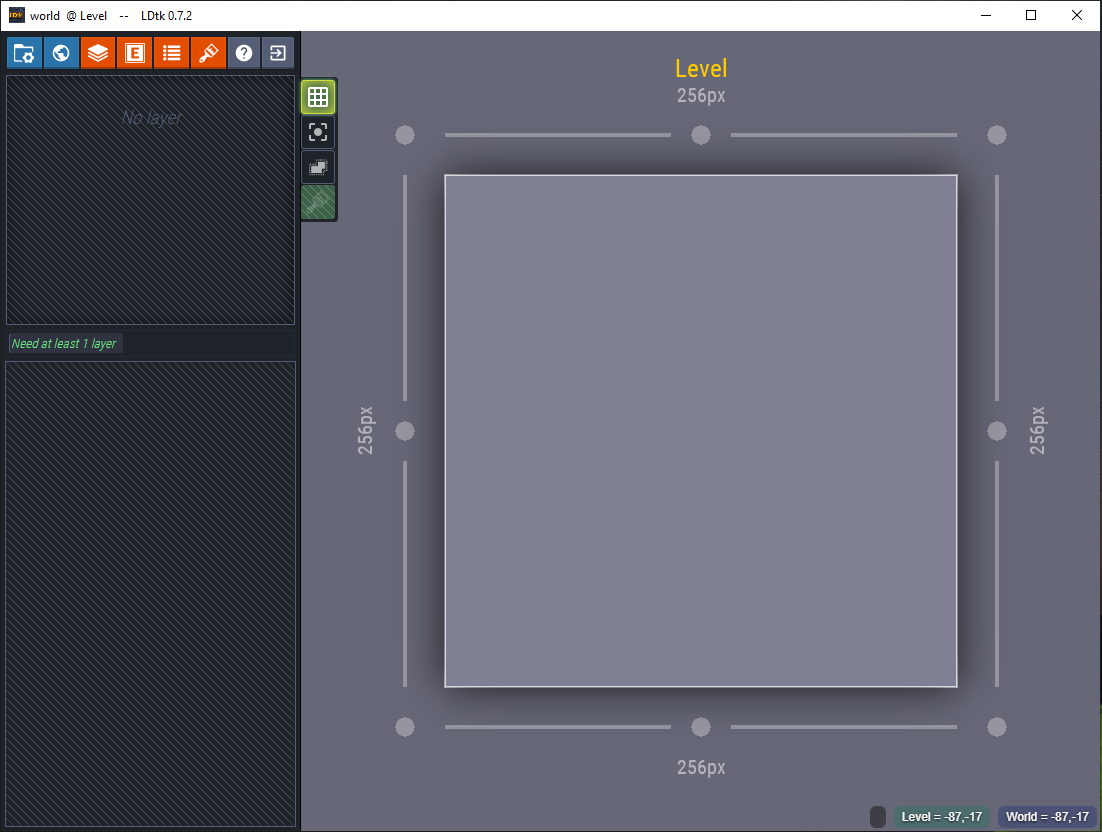 world @ Level -- LDtk 0.7.2
E
?
No layer
Need at least 1 layer
Level
256px
256px
256px
256px
Level = -87,-17
World = -87,-17